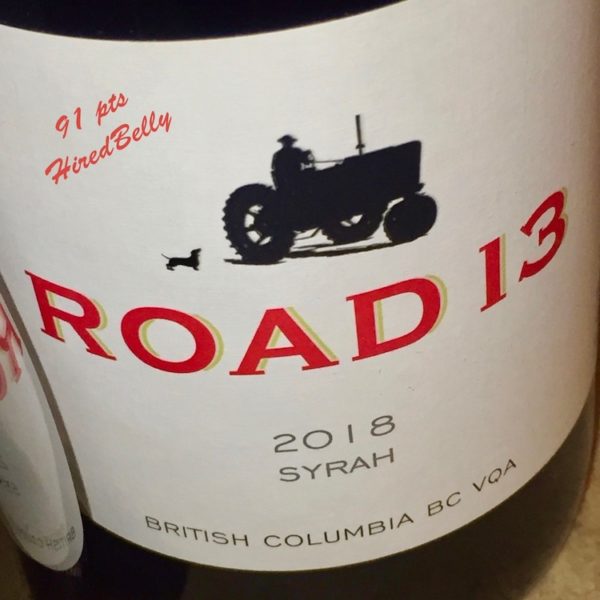 91 pts
HiredBelly
ROAD 13
2018
SYRAH
BRITISH COLUMBIA BC VQA